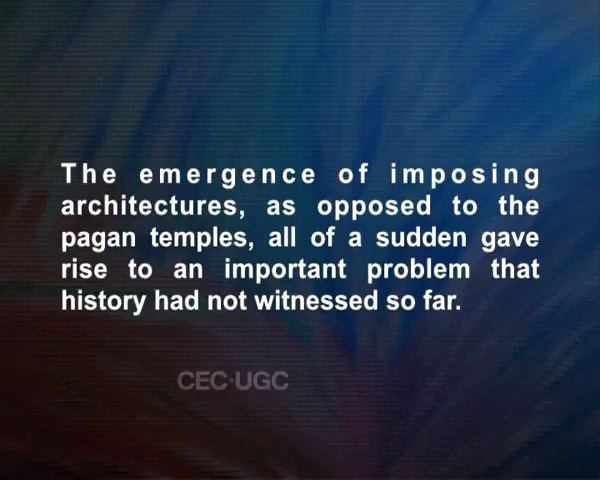 The emergence of imposing
architectures, as opposed to the
pagan temples, all of a sudden gave
rise to an important problem that
history had not witnessed so far.
CEC-UGC